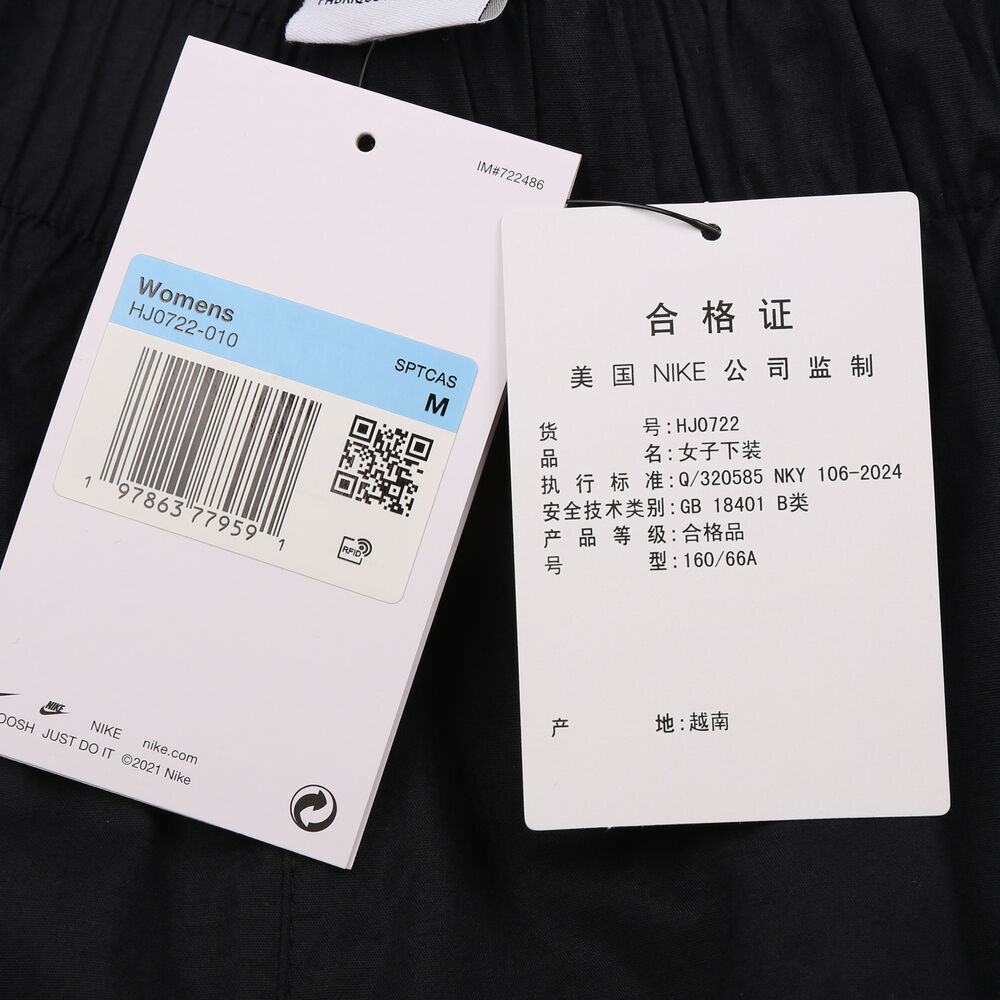 IM#722486
Womens
HJ0722-010
SPTCAS
M
1 97863 77959 1
RFID
NIKE
OOSH JUST DO IT
NIKE
nike.com
©2021 Nike
合格证
美国 NIKE 公司监制
货号:HJ0722
品名:女子下装
执行标准:Q/320585 NKY 106-2024
安全技术类别:GB 18401 B类
产品等级:合格品
号型:160/66A
产地:越南